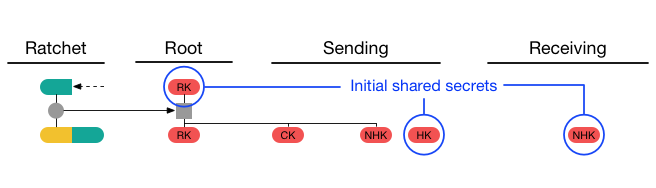 Ratchet Root Sending Receiving
RK Initial shared secrets
RK CK NHK HK NHK